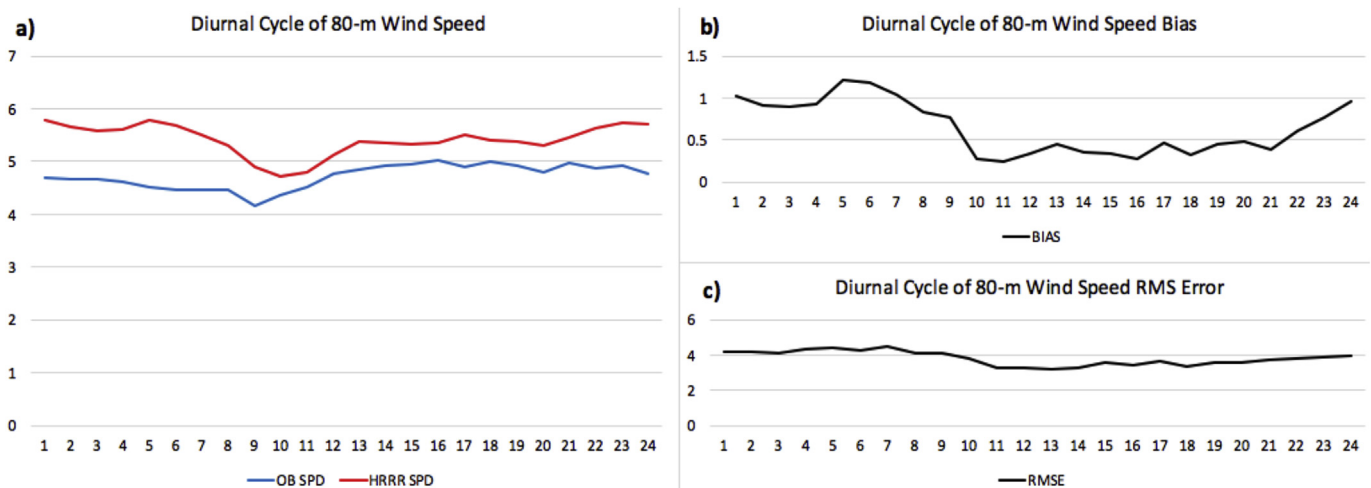 a)
Diurnal Cycle of 80-m Wind Speed
7
6
5
4
3
2
1
0
1 2 3 4 5 6 7 8 9 10 11 12 13 14 15 16 17 18 19 20 21 22 23 24
OB SPD HRRR SPD
b)
Diurnal Cycle of 80-m Wind Speed Bias
1.5
1
0.5
0
1 2 3 4 5 6 7 8 9 10 11 12 13 14 15 16 17 18 19 20 21 22 23 24
BIAS
c)
Diurnal Cycle of 80-m Wind Speed RMS Error
6
4
2
0
1 2 3 4 5 6 7 8 9 10 11 12 13 14 15 16 17 18 19 20 21 22 23 24
RMSE